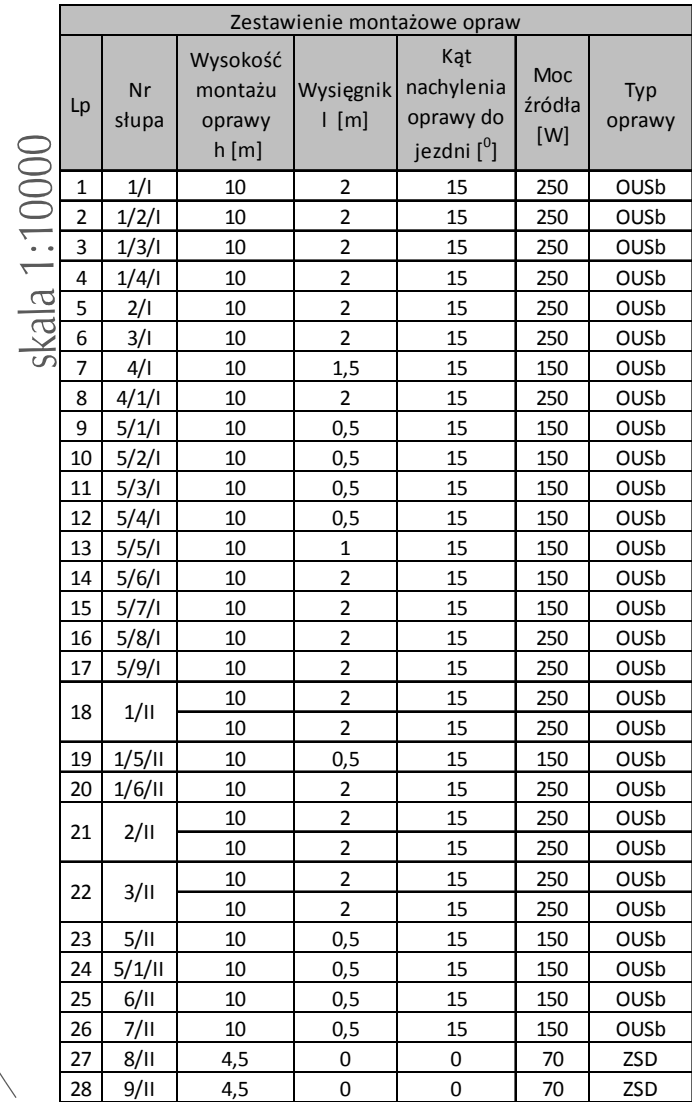 Zestawienie montażowe opraw
Lp Nr słupa Wysokość montażu oprawy h [m] Wysięgnik l [m] Kąt nachylenia oprawy do jezdni [⁰] Moc źródła [W] Typ oprawy
1 1/I 10 2 15 250 OUSb
2 1/2/I 10 2 15 250 OUSb
3 1/3/I 10 2 15 250 OUSb
4 1/4/I 10 2 15 250 OUSb
5 2/I 10 2 15 250 OUSb
6 3/I 10 2 15 250 OUSb
7 4/I 10 1,5 15 150 OUSb
8 4/1/I 10 2 15 250 OUSb
9 5/1/I 10 0,5 15 150 OUSb
10 5/2/I 10 0,5 15 150 OUSb
11 5/3/I 10 0,5 15 150 OUSb
12 5/4/I 10 0,5 15 150 OUSb
13 5/5/I 10 1 15 150 OUSb
14 5/6/I 10 2 15 150 OUSb
15 5/7/I 10 2 15 150 OUSb
16 5/8/I 10 2 15 250 OUSb
17 5/9/I 10 2 15 250 OUSb
18 1/II 10 2 15 250 OUSb
10 2 15 250 OUSb
19 1/5/II 10 0,5 15 150 OUSb
20 1/6/II 10 2 15 250 OUSb
21 2/II 10 2 15 250 OUSb
10 2 15 250 OUSb
22 3/II 10 2 15 250 OUSb
10 2 15 250 OUSb
23 5/II 10 0,5 15 150 OUSb
24 5/1/II 10 0,5 15 150 OUSb
25 6/II 10 0,5 15 150 OUSb
26 7/II 10 0,5 15 150 OUSb
27 8/II 4,5 0 0 70 ZSD
28 9/II 4,5 0 0 70 ZSD
skala 1:10000